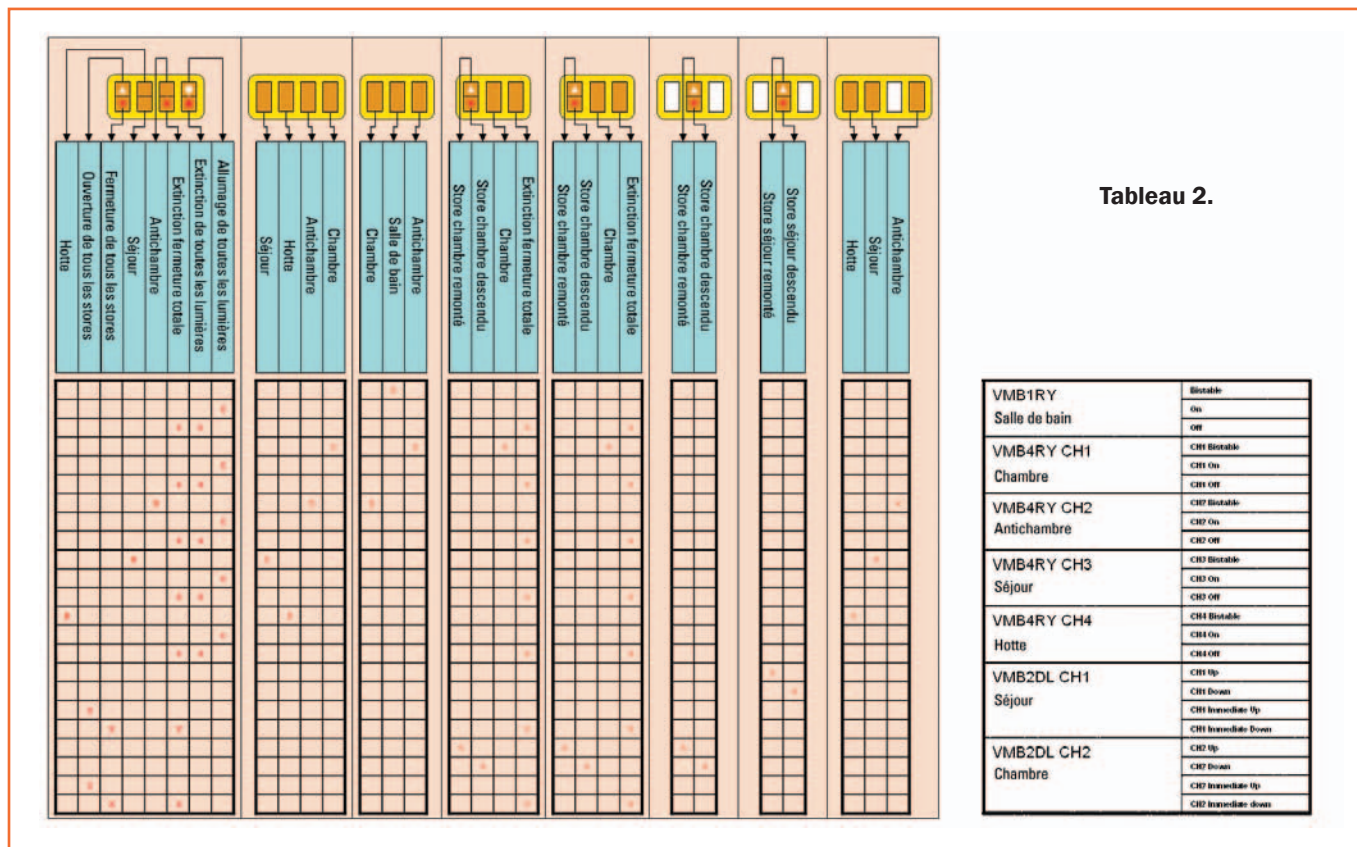 Hotte
Ouverture de tous les stores
Fermeture de tous les stores
Séjour
Antichambre
Extinction fermeture totale
Extinction de toutes les lumières
Allumage de toutes les lumières
Séjour
Hotte
Antichambre
Chambre
Chambre
Salle de bain
Antichambre
Store chambre remonté
Store chambre descendu
Chambre
Extinction fermeture totale
Store chambre remonté
Store chambre descendu
Chambre
Extinction fermeture totale
Store chambre remonté
Store chambre descendu
Store séjour remonté
Store séjour descendu
Hotte
Séjour
Antichambre
Tableau 2.
VMB1RY
Salle de bain
Bistable
On
Off
VMB4RY CH1
Chambre
CH1 Bistable
CH1 On
CH1 Off
VMB4RY CH2
Antichambre
CH2 Bistable
CH2 On
CH2 Off
VMB4RY CH3
Séjour
CH3 Bistable
CH3 On
CH3 Off
VMB4RY CH4
Hotte
CH4 Bistable
CH4 On
CH4 Off
VMB2DL CH1
Séjour
CH1 Up
CH1 Down
CH1 Immediate Up
CH1 Immediate Down
VMB2DL CH2
Chambre
CH2 Up
CH2 Down
CH2 Immediate Up
CH2 Immediate down